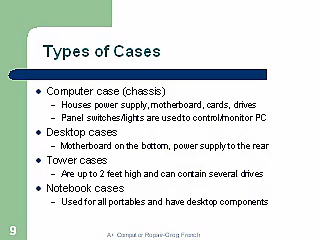 Types of Cases
Computer case (chassis)
– Houses power supply, motherboard, cards, drives
– Panel switches/lights are used to control/monitor PC
Desktop cases
– Motherboard on the bottom, power supply to the rear
Tower cases
– Are up to 2 feet high and can contain several drives
Notebook cases
– Used for all portables and have desktop components
9
A+ Computer Repair-Greg French